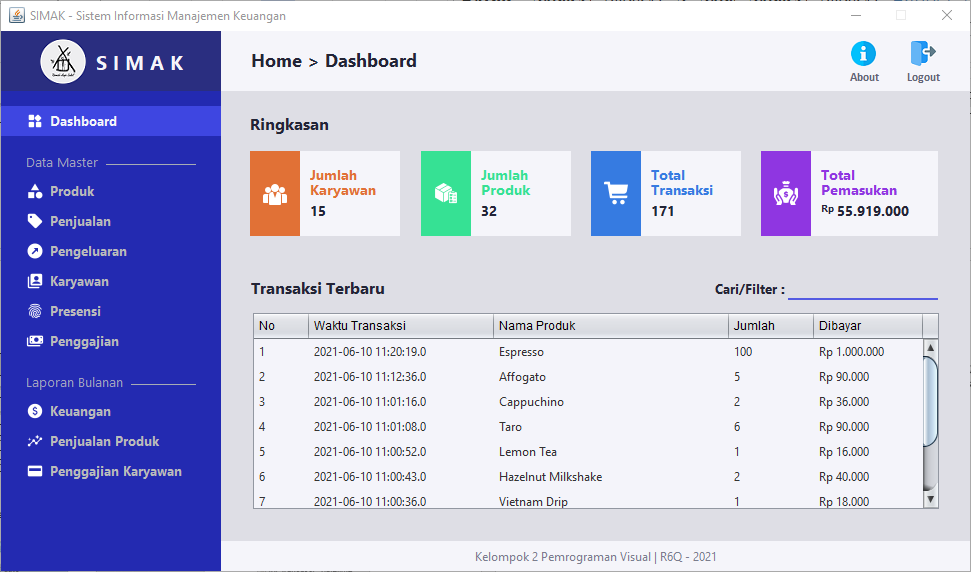 SIMAK - Sistem Informasi Manajemen Keuangan
SIMAK
Home > Dashboard
About
Logout
Dashboard
Data Master
Produk
Penjualan
Pengeluaran
Karyawan
Presensi
Penggajian
Laporan Bulanan
Keuangan
Penjualan Produk
Penggajian Karyawan
Ringkasan
Jumlah
Karyawan
15
Jumlah
Produk
32
Total
Transaksi
171
Total
Pemasukan
Rp 55.919.000
Transaksi Terbaru
Cari/Filter :
No Waktu Transaksi Nama Produk Jumlah Dibayar
1 2021-06-10 11:20:19.0 Espresso 100 Rp 1.000.000
2 2021-06-10 11:12:36.0 Affogato 5 Rp 90.000
3 2021-06-10 11:01:16.0 Cappuchino 2 Rp 36.000
4 2021-06-10 11:01:08.0 Taro 6 Rp 90.000
5 2021-06-10 11:00:52.0 Lemon Tea 1 Rp 16.000
6 2021-06-10 11:00:43.0 Hazelnut Milkshake 2 Rp 40.000
7 2021-06-10 11:00:36.0 Vietnam Drip 1 Rp 18.000
Kelompok 2 Pemrograman Visual | R6Q - 2021